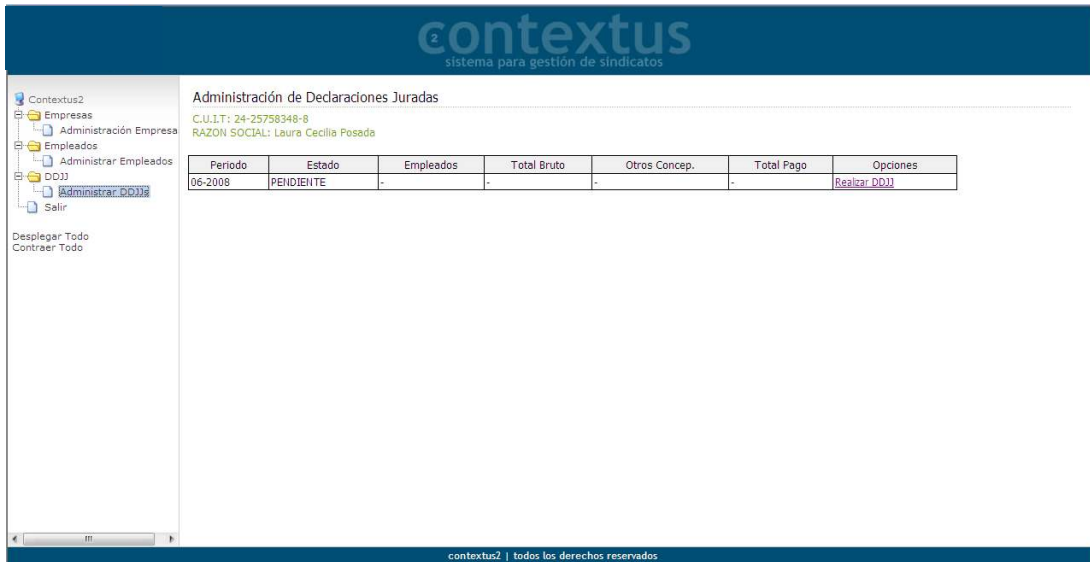 contextus
2
sistema para gestión de sindicatos
Contextus2
Empresas
Administración Empresa
Empleados
Administrar Empleados
DDJJ
Administrar DDJJs
Salir
Desplegar Todo
Contraer Todo
Administración de Declaraciones Juradas
C.U.I.T: 24-25758348-8
RAZON SOCIAL: Laura Cecilia Posada
Periodo Estado Empleados Total Bruto Otros Concep. Total Pago Opciones
06-2008 PENDIENTE - - - - Realizar DDJJ
contextus2 | todos los derechos reservados